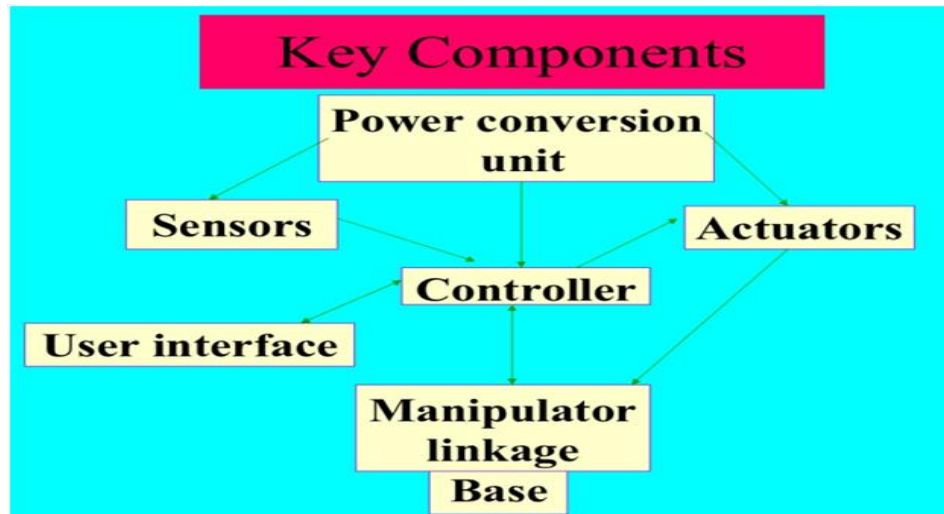 Key Components
Power conversion
unit
Sensors
Actuators
Controller
User interface
Manipulator
linkage
Base